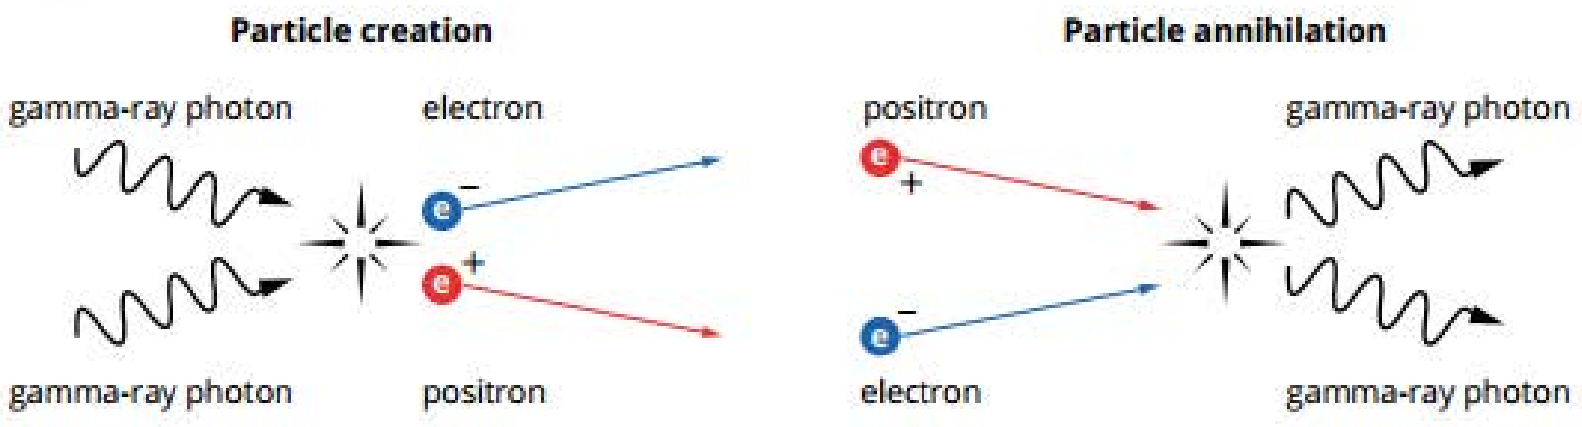 Particle creation
gamma-ray photon
electron
e
−
e
+
gamma-ray photon
positron
Particle annihilation
positron
gamma-ray photon
e
+
e
−
electron
gamma-ray photon